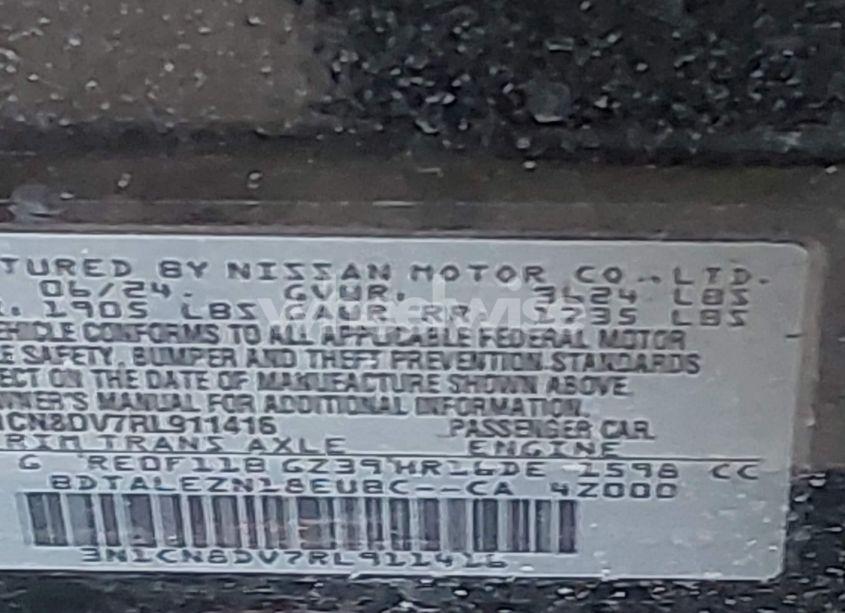 TURED BY NISSAN MOTOR CO., LTD.
06/24. GVWR. 3624 LBS
1905 LBS GAUR RR 1735 LBS
EHICLE CONFORMS TO ALL APPLICABLE FEDERAL MOTOR
E SAFETY, BUMPER AND THEFT PREVENTION STANDARDS
ECT ON THE DATE OF MANUFACTURE SHOWN ABOVE.
WNER'S MANUAL FOR ADDITIONAL INFORMATION.
1CN8DV7RL911416 PASSENGER CAR
RIM TRANS AXLE ENGINE
G RE0F11B GZ39 HR16DE 1598 CC
BDTALEZN18EUBC--CA 4Z000
3N1CN8DV7RL911416